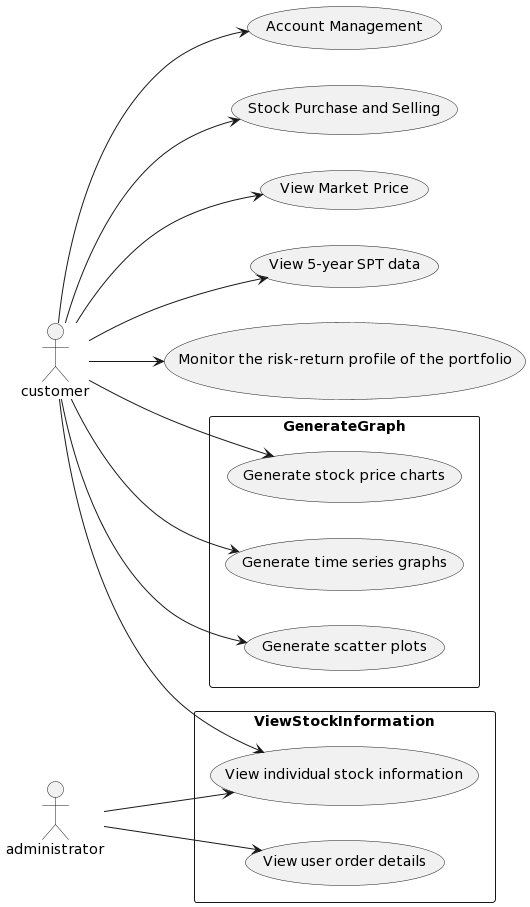 Account Management
Stock Purchase and Selling
View Market Price
View 5-year SPT data
Monitor the risk-return profile of the portfolio
customer
GenerateGraph
Generate stock price charts
Generate time series graphs
Generate scatter plots
ViewStockInformation
View individual stock information
administrator
View user order details